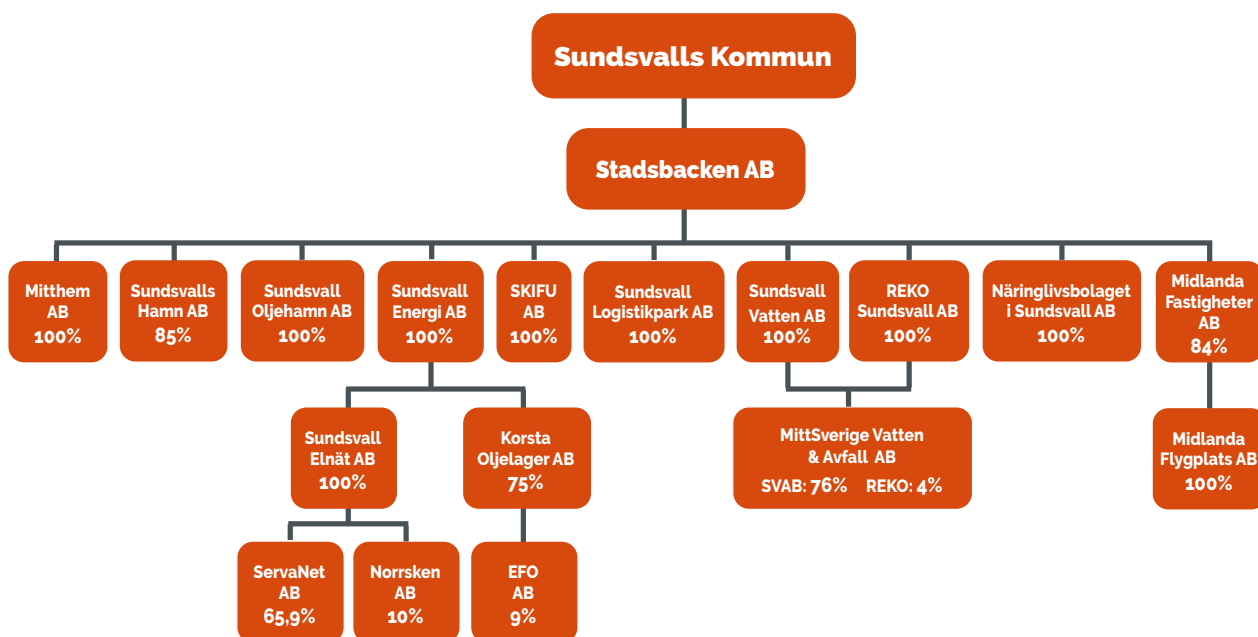 Sundsvalls Kommun
Stadsbacken AB
Mitthem
AB
100%
Sundsvalls
Hamn AB
85%
Sundsvall
Oljehamn AB
100%
Sundsvall
Energi AB
100%
SKIFU
AB
100%
Sundsvall
Logistikpark AB
100%
Sundsvall
Vatten AB
100%
REKO
Sundsvall AB
100%
Näringlivsbolaget
i Sundsvall AB
100%
Midlanda
Fastigheter
AB
84%
Sundsvall
Elnät AB
100%
Korsta
Oljelager AB
75%
MittSverige Vatten
& Avfall AB
SVAB: 76% REKO: 4%
Midlanda
Flygplats AB
100%
ServaNet
AB
65,9%
Norrsken
AB
10%
EFO
AB
9%